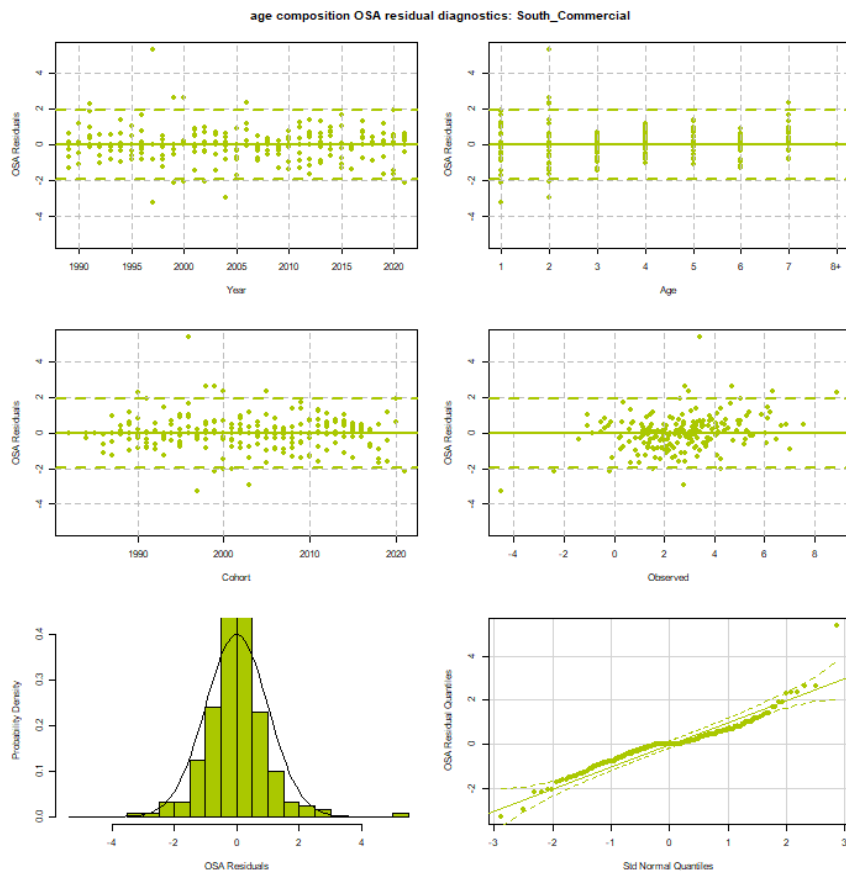 age composition OSA residual diagnostics: South_Commercial
OSA Residuals
4
2
0
-2
-4
1990 1995 2000 2005 2010 2015 2020
Year
OSA Residuals
4
2
0
-2
-4
1 2 3 4 5 6 7 8+
Age
OSA Residuals
4
2
0
-2
-4
1990 2000 2010 2020
Cohort
OSA Residuals
4
2
0
-2
-4
-4 -2 0 2 4 6 8
Observed
Probability Density
0.4
0.3
0.2
0.1
0.0
-4 -2 0 2 4
OSA Residuals
OSA Residual Quantiles
4
2
0
-2
-3 -2 -1 0 1 2 3
Std Normal Quantiles